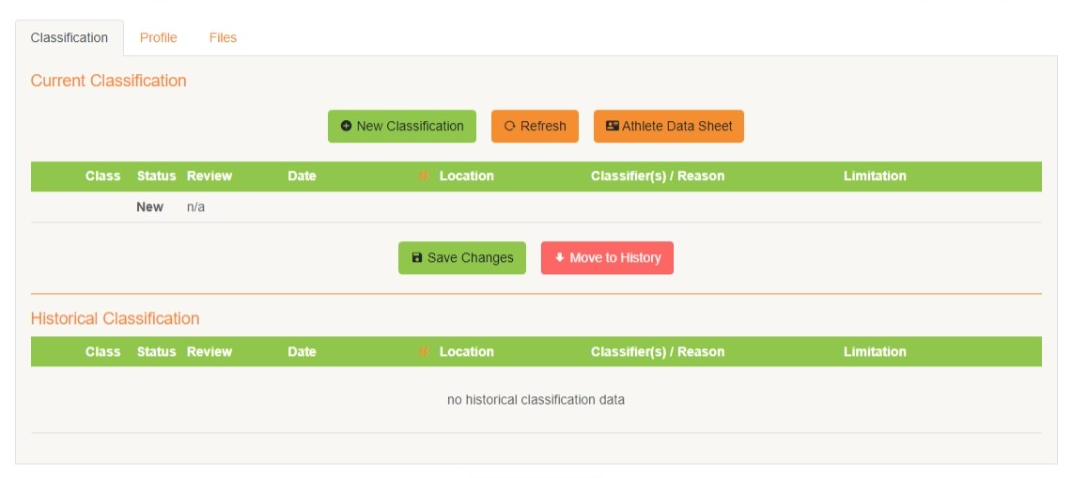 Classification Profile Files
Current Classification
New Classification Refresh Athlete Data Sheet
Class Status Review Date # Location Classifier(s) / Reason Limitation
New n/a
Save Changes Move to History
Historical Classification
Class Status Review Date # Location Classifier(s) / Reason Limitation
no historical classification data